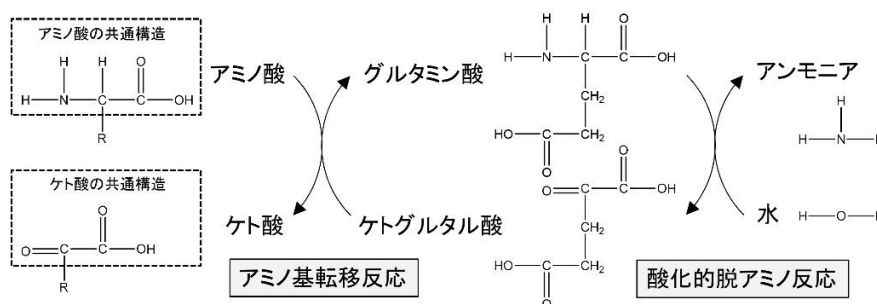 アミノ酸の共通構造
H H O
H N C C OH
R
アミノ酸
グルタミン酸
H H O
H N C C OH
CH2
HO C CH2
O
アンモニア
H
H N
ケト酸の共通構造
O
O C C OH
R
ケト酸
ケトグルタル酸
O
O C C OH
CH2
HO C CH2
O
水
H O
アミノ基転移反応
酸化的脱アミノ反応